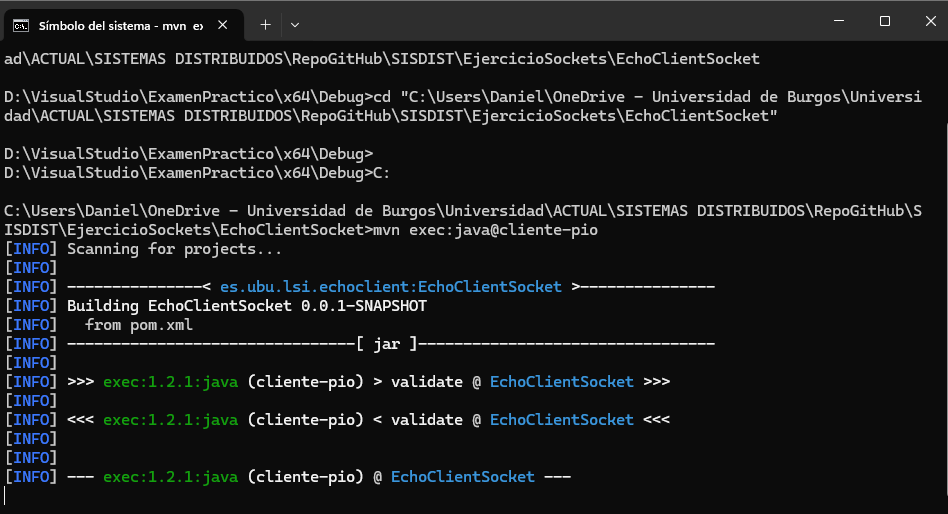 Símbolo del sistema - mvn ex
ad\ACTUAL\SISTEMAS DISTRIBUIDOS\RepoGitHub\SISDIST\EjercicioSockets\EchoClientSocket
D:\VisualStudio\ExamenPractico\x64\Debug>cd "C:\Users\Daniel\OneDrive - Universidad de Burgos\Universi
dad\ACTUAL\SISTEMAS DISTRIBUIDOS\RepoGitHub\SISDIST\EjercicioSockets\EchoClientSocket"
D:\VisualStudio\ExamenPractico\x64\Debug>
D:\VisualStudio\ExamenPractico\x64\Debug>C:
C:\Users\Daniel\OneDrive - Universidad de Burgos\Universidad\ACTUAL\SISTEMAS DISTRIBUIDOS\RepoGitHub\S
ISDIST\EjercicioSockets\EchoClientSocket>mvn exec:java@cliente-pio
[INFO] Scanning for projects...
[INFO]
[INFO] ---------------< es.ubu.lsi.echoclient:EchoClientSocket >---------------
[INFO] Building EchoClientSocket 0.0.1-SNAPSHOT
[INFO]   from pom.xml
[INFO] --------------------------------[ jar ]---------------------------------
[INFO]
[INFO] >>> exec:1.2.1:java (cliente-pio) > validate @ EchoClientSocket >>>
[INFO]
[INFO] <<< exec:1.2.1:java (cliente-pio) < validate @ EchoClientSocket <<<
[INFO]
[INFO]
[INFO] --- exec:1.2.1:java (cliente-pio) @ EchoClientSocket ---